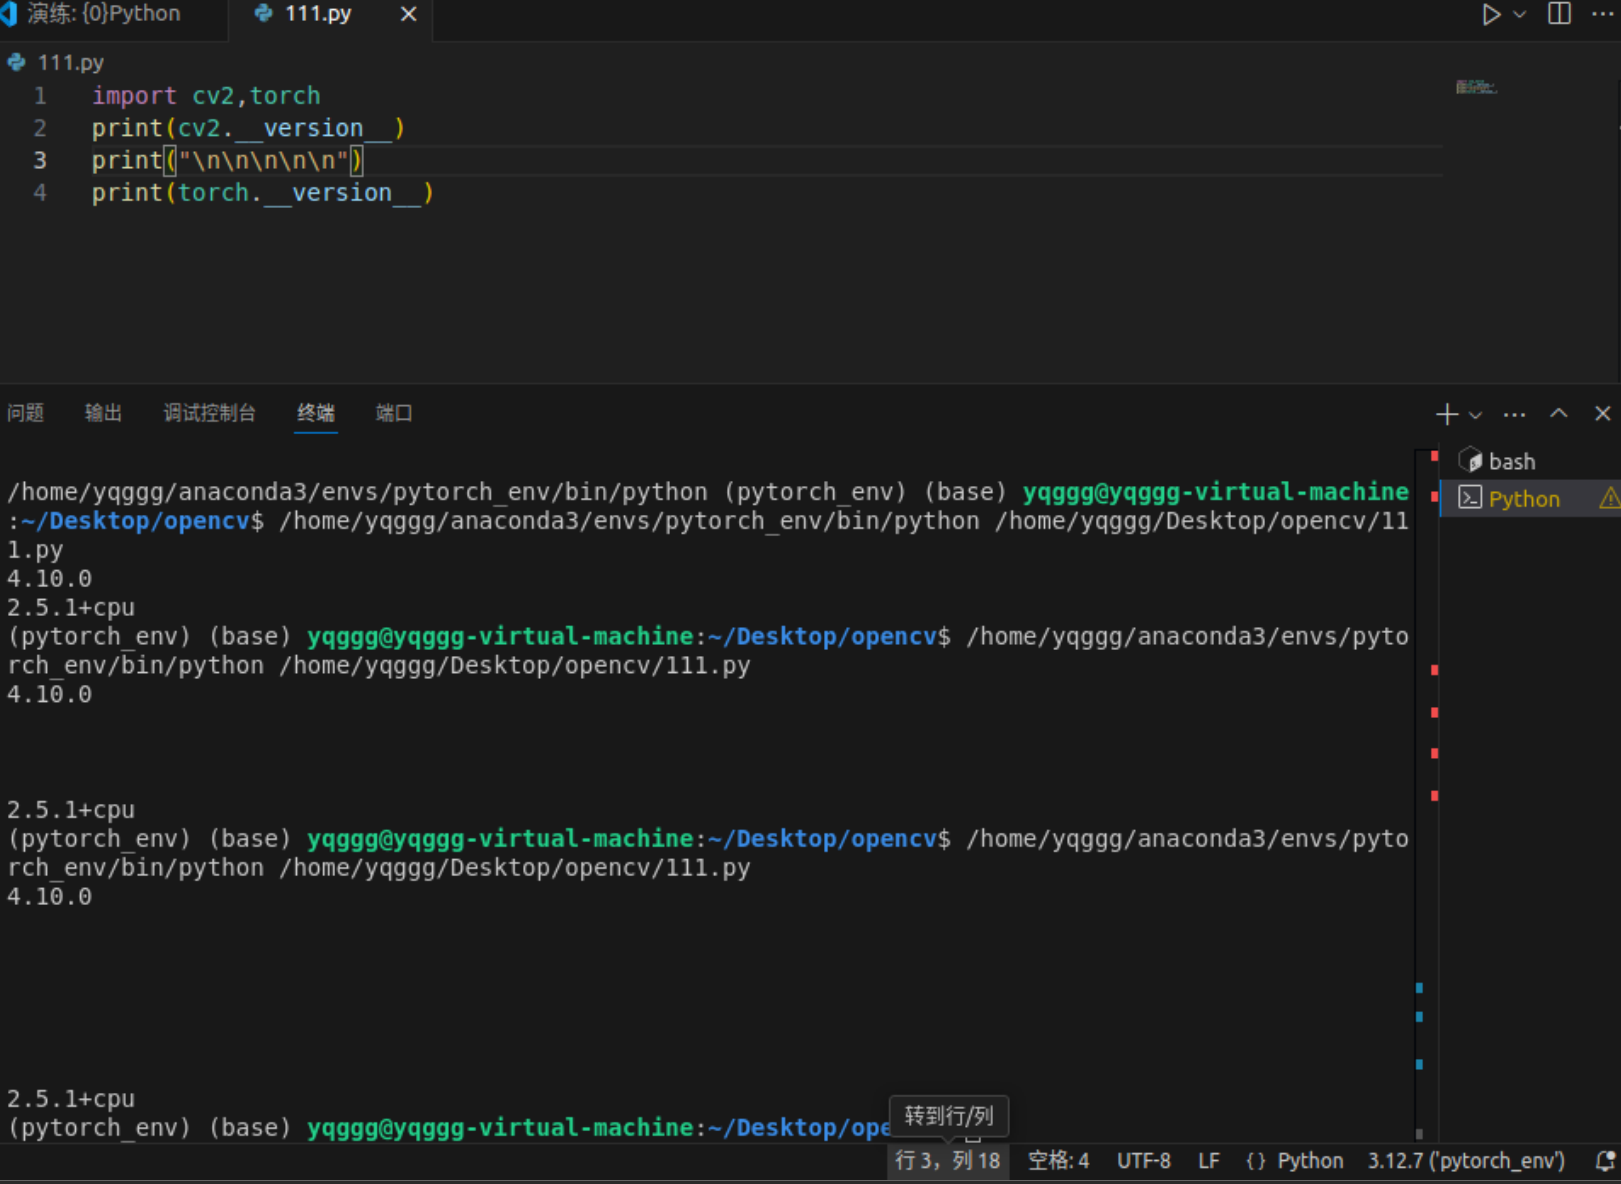 演练: {0}Python
111.py
111.py
1 import cv2,torch
2 print(cv2.__version__)
3 print("\n\n\n\n\n")
4 print(torch.__version__)
问题 输出 调试控制台 终端 端口
bash
Python
/home/yqggg/anaconda3/envs/pytorch_env/bin/python (pytorch_env) (base) yqggg@yqggg-virtual-machine
:~/Desktop/opencv$ /home/yqggg/anaconda3/envs/pytorch_env/bin/python /home/yqggg/Desktop/opencv/11
1.py
4.10.0
2.5.1+cpu
(pytorch_env) (base) yqggg@yqggg-virtual-machine:~/Desktop/opencv$ /home/yqggg/anaconda3/envs/pyto
rch_env/bin/python /home/yqggg/Desktop/opencv/111.py
4.10.0
2.5.1+cpu
(pytorch_env) (base) yqggg@yqggg-virtual-machine:~/Desktop/opencv$ /home/yqggg/anaconda3/envs/pyto
rch_env/bin/python /home/yqggg/Desktop/opencv/111.py
4.10.0
2.5.1+cpu
(pytorch_env) (base) yqggg@yqggg-virtual-machine:~/Desktop/ope
转到行/列
行 3，列 18 空格: 4 UTF-8 LF {} Python 3.12.7 ('pytorch_env')